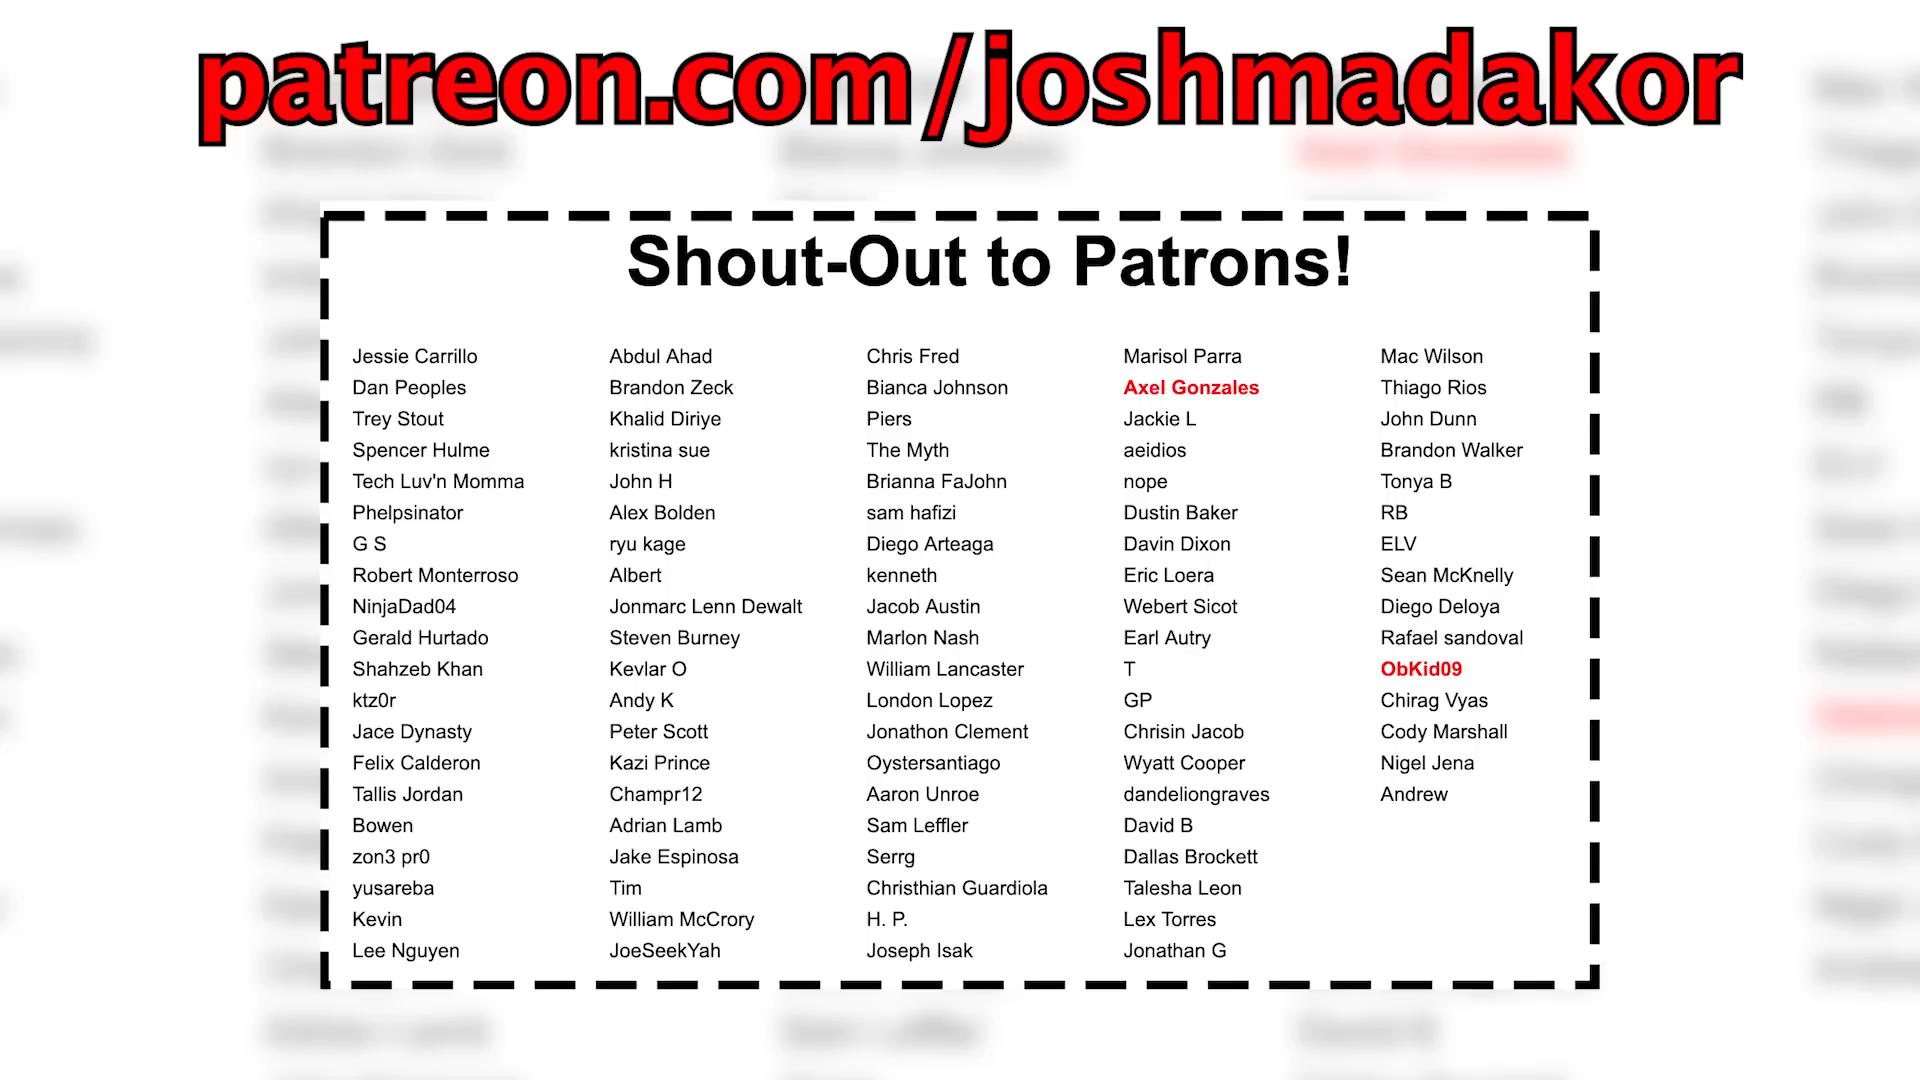 patreon.com/joshmadakor
Shout-Out to Patrons!
Jessie Carrillo
Dan Peoples
Trey Stout
Spencer Hulme
Tech Luv'n Momma
Phelpsinator
G S
Robert Monterroso
NinjaDad04
Gerald Hurtado
Shahzeb Khan
ktz0r
Jace Dynasty
Felix Calderon
Tallis Jordan
Bowen
zon3 pr0
yusareba
Kevin
Lee Nguyen
Abdul Ahad
Brandon Zeck
Khalid Diriye
kristina sue
John H
Alex Bolden
ryu kage
Albert
Jonmarc Lenn Dewalt
Steven Burney
Kevlar O
Andy K
Peter Scott
Kazi Prince
Champr12
Adrian Lamb
Jake Espinosa
Tim
William McCrory
JoeSeekYah
Chris Fred
Bianca Johnson
Piers
The Myth
Brianna FaJohn
sam hafizi
Diego Arteaga
kenneth
Jacob Austin
Marlon Nash
William Lancaster
London Lopez
Jonathon Clement
Oystersantiago
Aaron Unroe
Sam Leffler
Serrg
Christhian Guardiola
H. P.
Joseph Isak
Marisol Parra
Axel Gonzales
Jackie L
aeidios
nope
Dustin Baker
Davin Dixon
Eric Loera
Webert Sicot
Earl Autry
T
GP
Chrisin Jacob
Wyatt Cooper
dandeliongraves
David B
Dallas Brockett
Talesha Leon
Lex Torres
Jonathan G
Mac Wilson
Thiago Rios
John Dunn
Brandon Walker
Tonya B
RB
ELV
Sean McKnelly
Diego Deloya
Rafael sandoval
ObKid09
Chirag Vyas
Cody Marshall
Nigel Jena
Andrew